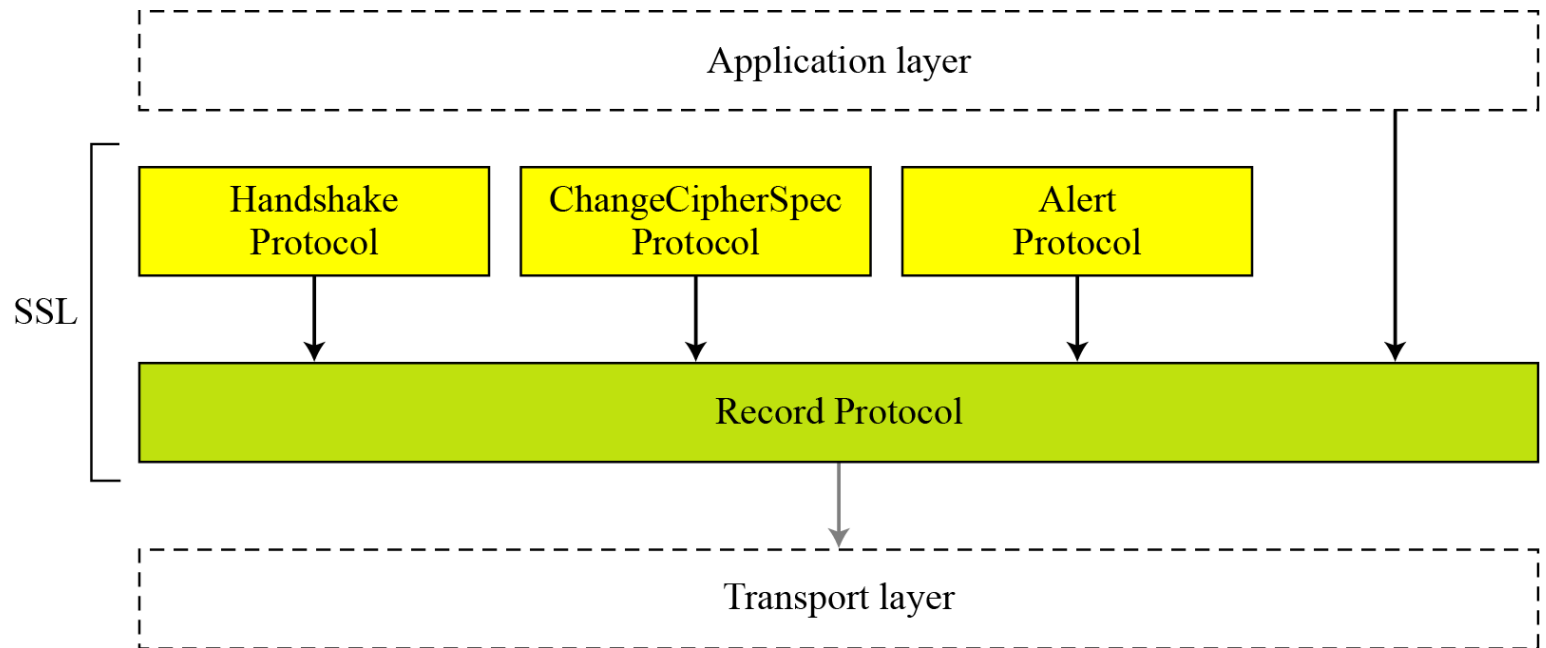 Application layer
Handshake
Protocol
ChangeCipherSpec
Protocol
Alert
Protocol
SSL
Record Protocol
Transport layer